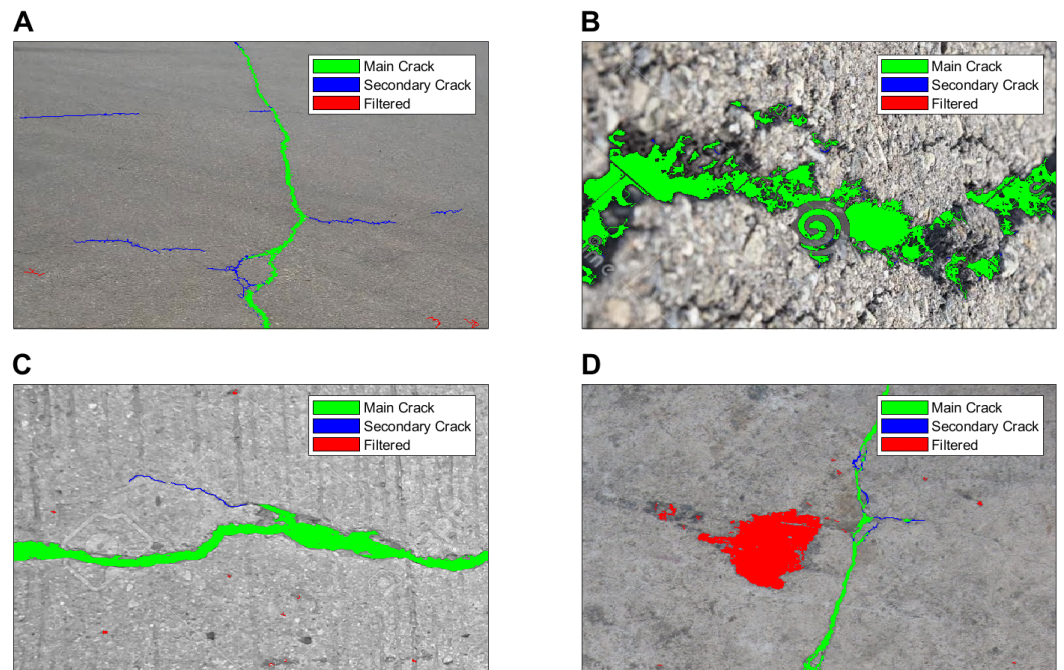 A
Main Crack
Secondary Crack
Filtered
B
Main Crack
Secondary Crack
Filtered
C
Main Crack
Secondary Crack
Filtered
D
Main Crack
Secondary Crack
Filtered